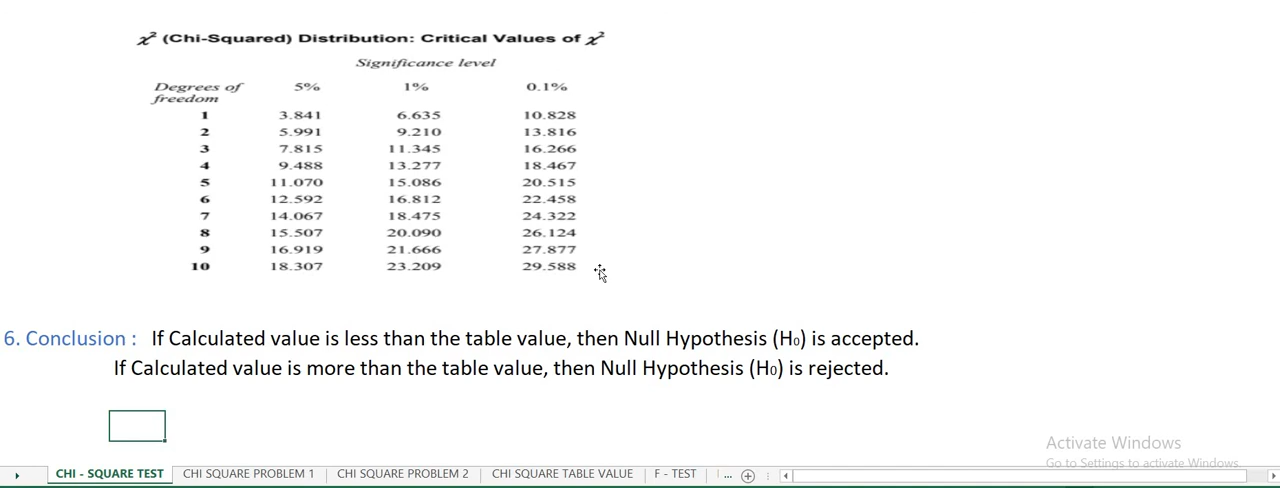 χ² (Chi-Squared) Distribution: Critical Values of χ²
Significance level
Degrees of freedom 5% 1% 0.1%
1 3.841 6.635 10.828
2 5.991 9.210 13.816
3 7.815 11.345 16.266
4 9.488 13.277 18.467
5 11.070 15.086 20.515
6 12.592 16.812 22.458
7 14.067 18.475 24.322
8 15.507 20.090 26.124
9 16.919 21.666 27.877
10 18.307 23.209 29.588
6. Conclusion : If Calculated value is less than the table value, then Null Hypothesis (H₀) is accepted.
If Calculated value is more than the table value, then Null Hypothesis (H₀) is rejected.
Activate Windows
Go to Settings to activate Windows.
CHI - SQUARE TEST CHI SQUARE PROBLEM 1 CHI SQUARE PROBLEM 2 CHI SQUARE TABLE VALUE F - TEST ...